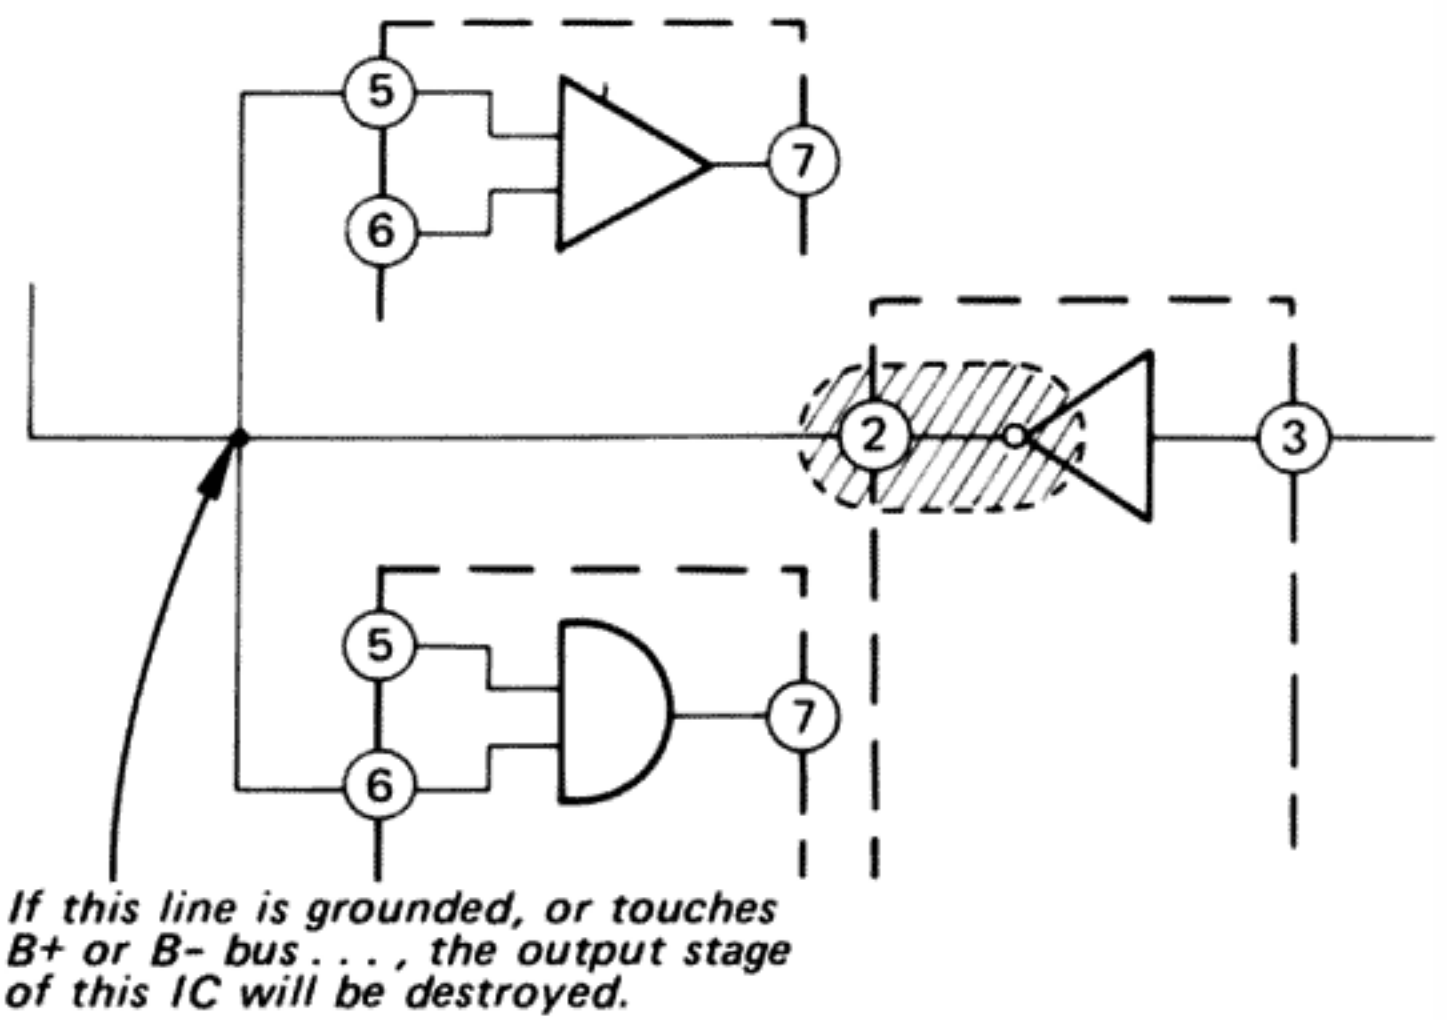 5
7
6
2
3
5
7
6
If this line is grounded, or touches
B+ or B- bus . . . , the output stage
of this IC will be destroyed.